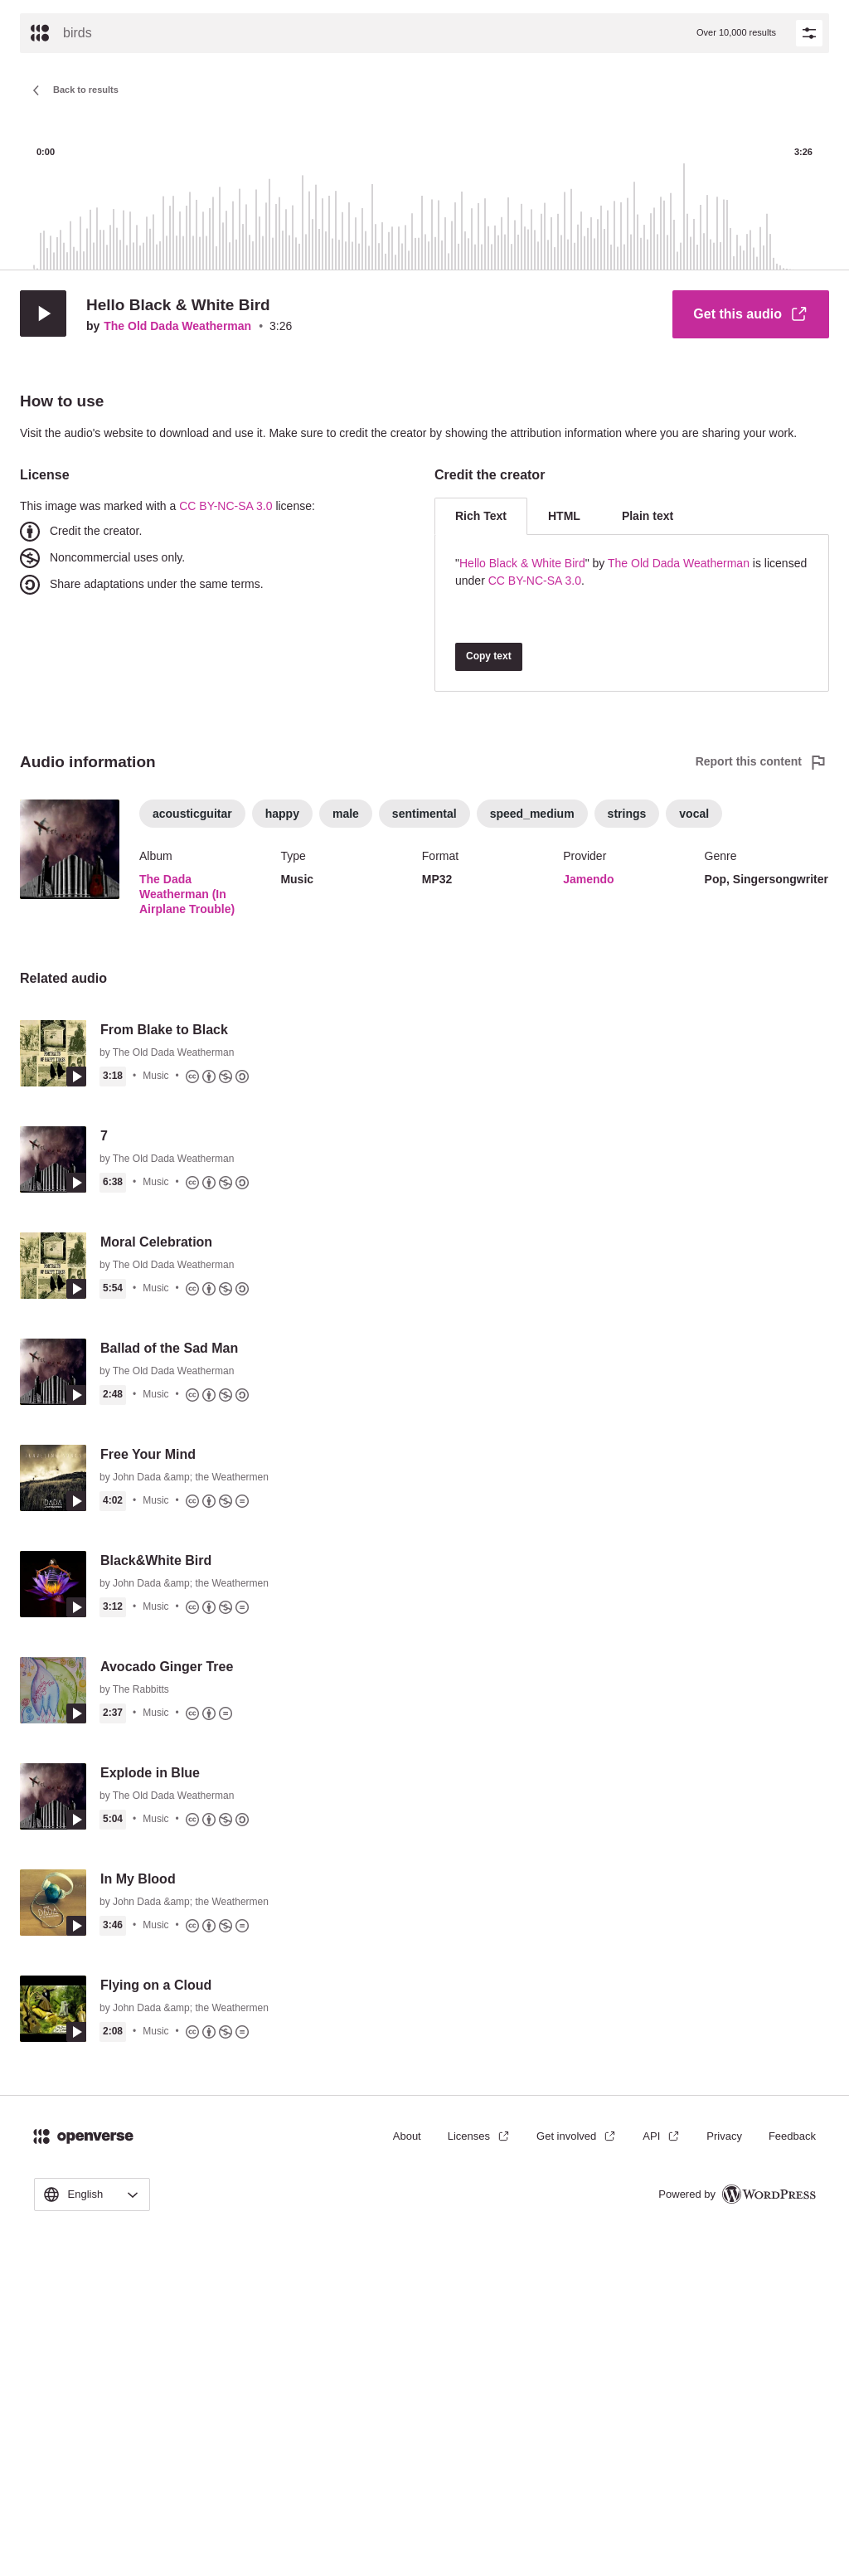 birds
Over 10,000 results
Back to results
0:00
3:26
Hello Black & White Bird
by The Old Dada Weatherman • 3:26
Get this audio
How to use
Visit the audio's website to download and use it. Make sure to credit the creator by showing the attribution information where you are sharing your work.
License
This image was marked with a CC BY-NC-SA 3.0 license:
Credit the creator.
Noncommercial uses only.
Share adaptations under the same terms.
Credit the creator
Rich Text
HTML
Plain text
"Hello Black & White Bird" by The Old Dada Weatherman is licensed
under CC BY-NC-SA 3.0.
Copy text
Audio information
Report this content
acousticguitar
happy
male
sentimental
speed_medium
strings
vocal
Album
The Dada
Weatherman (In
Airplane Trouble)
Type
Music
Format
MP32
Provider
Jamendo
Genre
Pop, Singersongwriter
Related audio
From Blake to Black
by The Old Dada Weatherman
3:18 • Music •
7
by The Old Dada Weatherman
6:38 • Music •
Moral Celebration
by The Old Dada Weatherman
5:54 • Music •
Ballad of the Sad Man
by The Old Dada Weatherman
2:48 • Music •
Free Your Mind
by John Dada &amp; the Weathermen
4:02 • Music •
Black&White Bird
by John Dada &amp; the Weathermen
3:12 • Music •
Avocado Ginger Tree
by The Rabbitts
2:37 • Music •
Explode in Blue
by The Old Dada Weatherman
5:04 • Music •
In My Blood
by John Dada &amp; the Weathermen
3:46 • Music •
Flying on a Cloud
by John Dada &amp; the Weathermen
2:08 • Music •
openverse
About
Licenses
Get involved
API
Privacy
Feedback
English
Powered by WORDPRESS